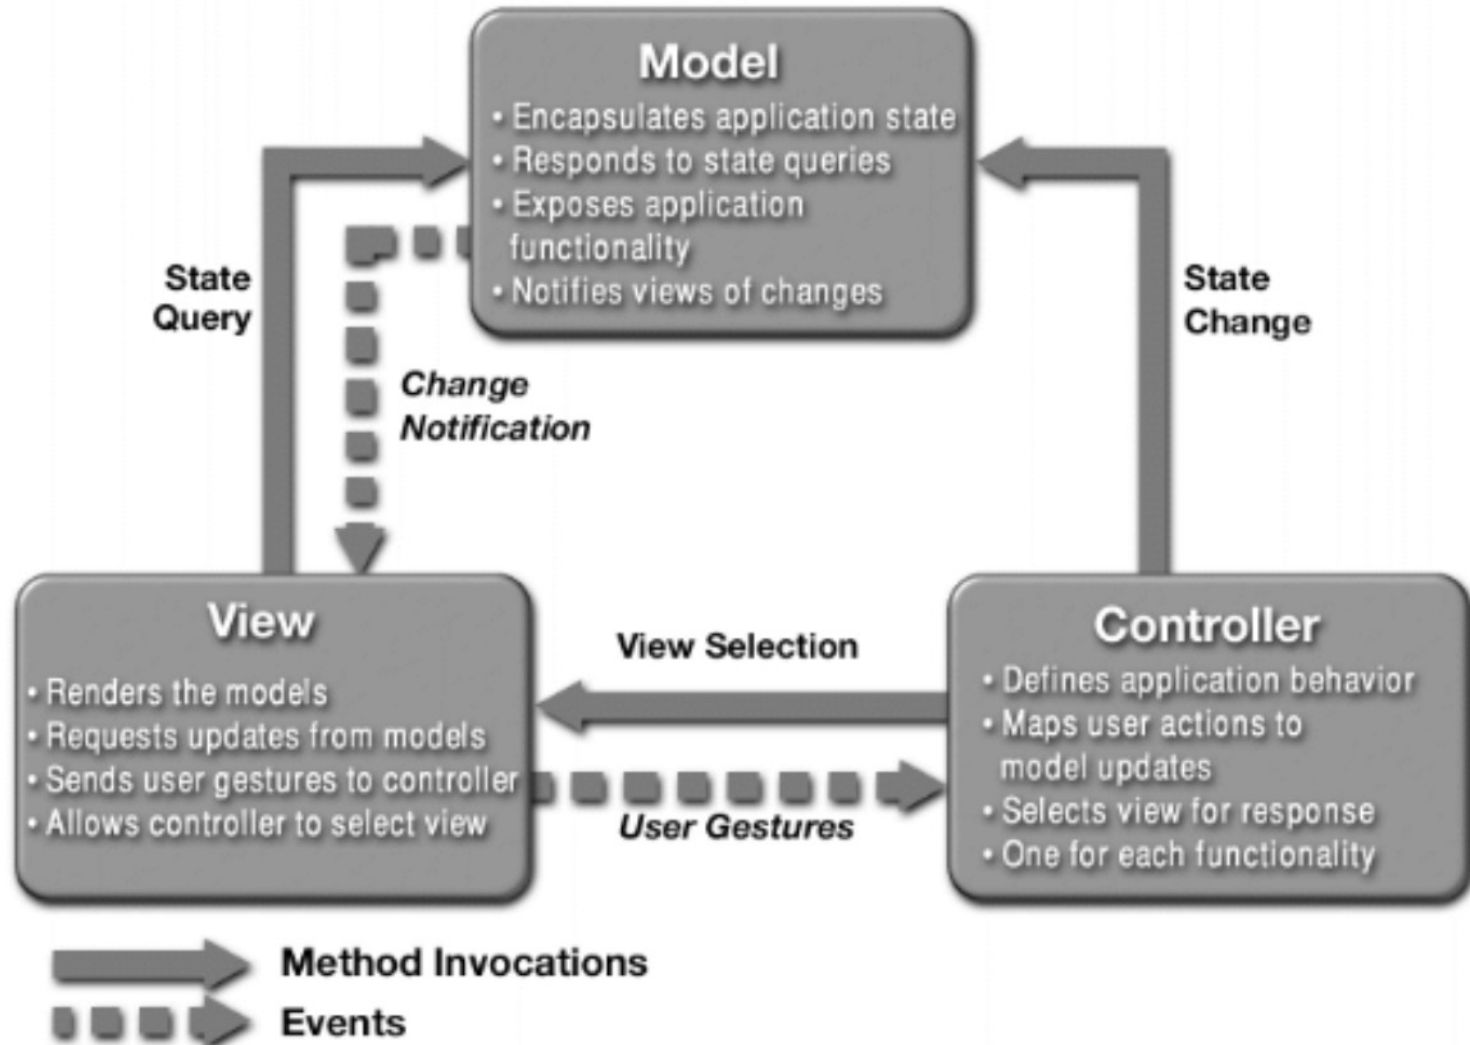 Model
• Encapsulates application state
• Responds to state queries
• Exposes application
functionality
• Notifies views of changes
State
Query
Change
Notification
State
Change
View
• Renders the models
• Requests updates from models
• Sends user gestures to controller
• Allows controller to select view
View Selection
User Gestures
Controller
• Defines application behavior
• Maps user actions to
model updates
• Selects view for response
• One for each functionality
Method Invocations
Events